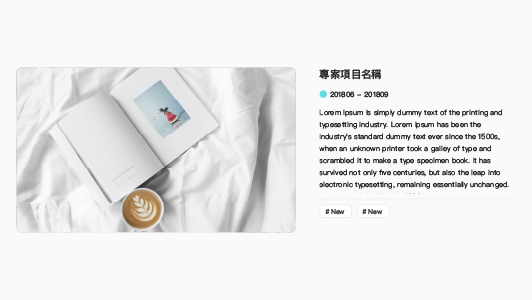 專案項目名稱
201806 – 201809
Lorem Ipsum is simply dummy text of the printing and
typesetting industry. Lorem Ipsum has been the
industry's standard dummy text ever since the 1500s,
when an unknown printer took a galley of type and
scrambled it to make a type specimen book. It has
survived not only five centuries, but also the leap into
electronic typesetting, remaining essentially unchanged.
# New
# New